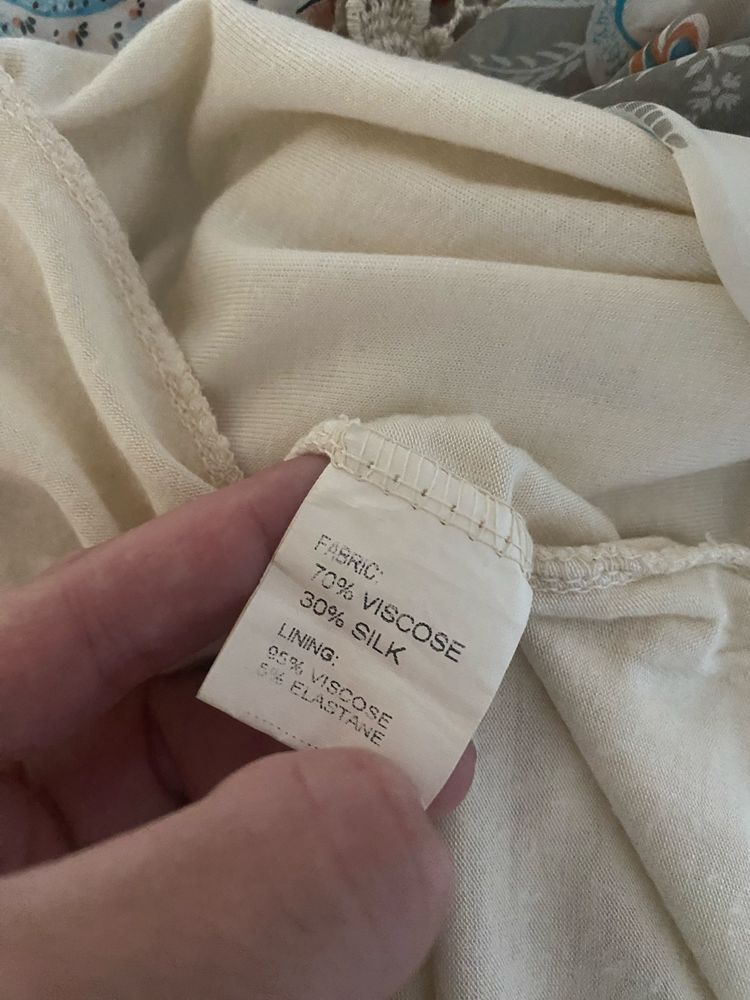 FABRIC:
70% VISCOSE
30% SILK
LINING:
95% VISCOSE
5% ELASTANE